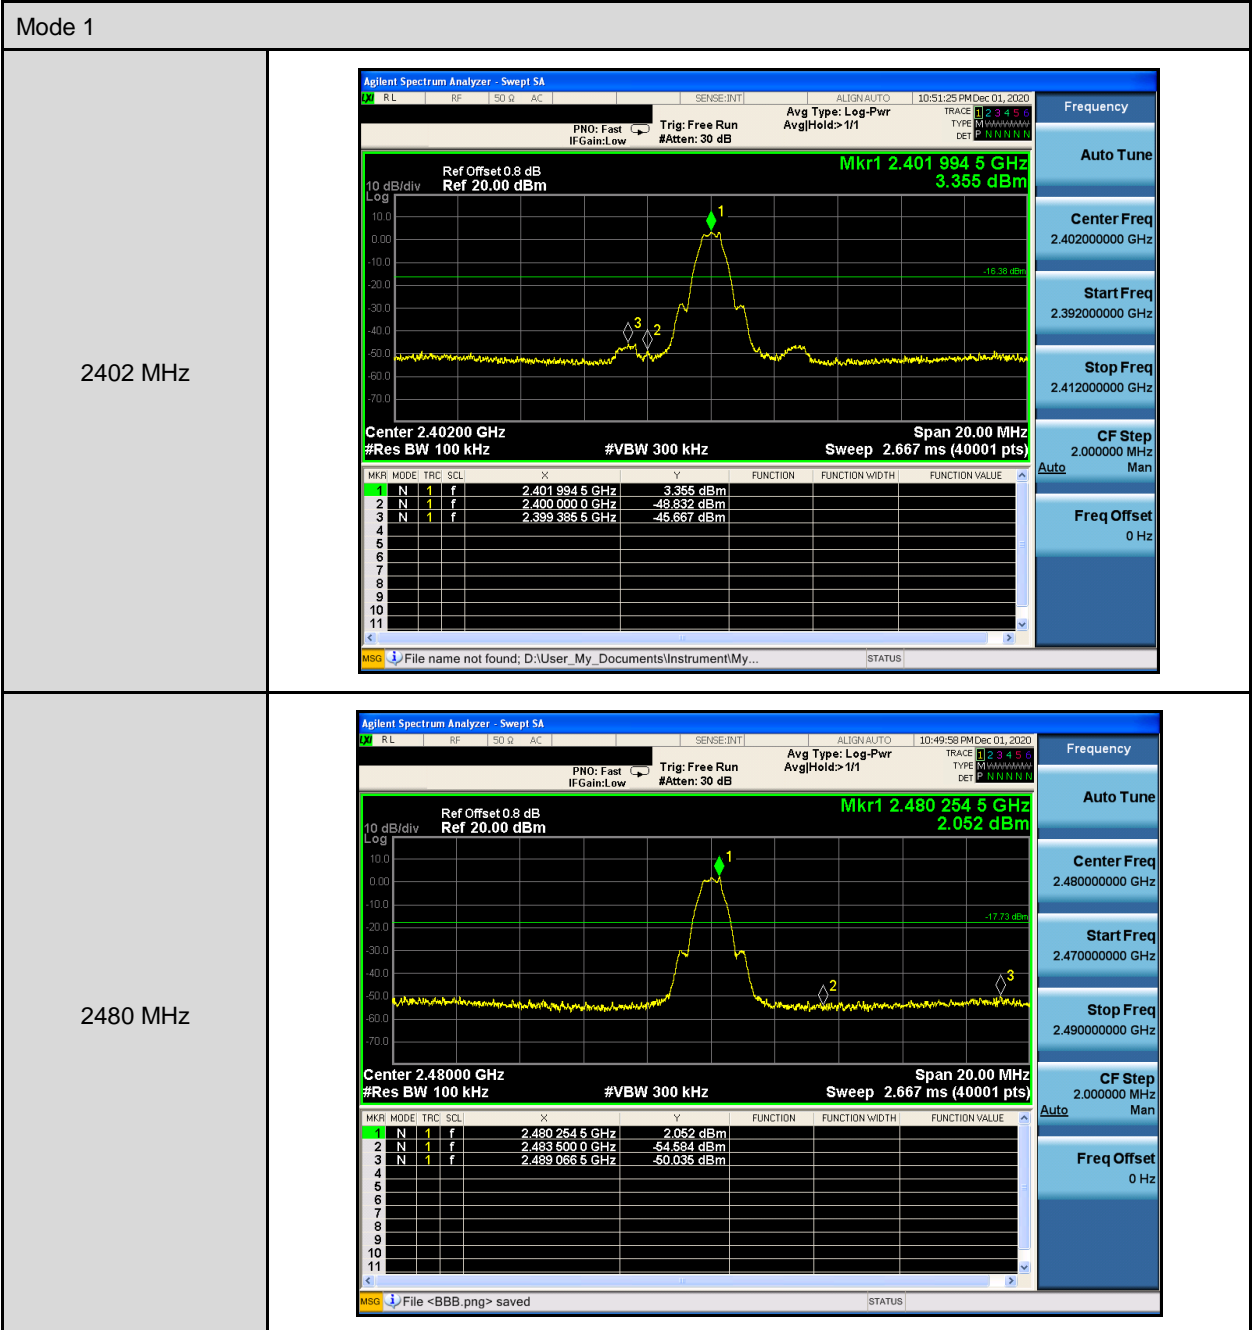 Mode 1
2402 MHz
Agilent Spectrum Analyzer - Swept SA
LXI RL RF 50 Ω AC SENSE:INT ALIGN AUTO 10:51:25 PM Dec 01, 2020
PNO: Fast
IFGain:Low
Trig: Free Run
#Atten: 30 dB
Avg Type: Log-Pwr
Avg|Hold:>1/1
TRACE 1 2 3 4 5 6
TYPE M WWWWW
DET P N N N N N
Mkr1 2.401 994 5 GHz
3.355 dBm
Ref Offset 0.8 dB
10 dB/div Ref 20.00 dBm
Log
10.0
0.00
-10.0
-20.0
-30.0
-40.0
-50.0
-60.0
-70.0
1
-16.38 dBm
3
2
Center 2.40200 GHz Span 20.00 MHz
#Res BW 100 kHz #VBW 300 kHz Sweep 2.667 ms (40001 pts)
MKR MODE TRC SCL X Y FUNCTION FUNCTION WIDTH FUNCTION VALUE
1 N 1 f 2.401 994 5 GHz 3.355 dBm
2 N 1 f 2.400 000 0 GHz -48.832 dBm
3 N 1 f 2.399 385 5 GHz -45.667 dBm
4
5
6
7
8
9
10
11
MSG File name not found; D:\User_My_Documents\Instrument\My... STATUS
Frequency
Auto Tune
Center Freq
2.402000000 GHz
Start Freq
2.392000000 GHz
Stop Freq
2.412000000 GHz
CF Step
2.000000 MHz
Auto Man
Freq Offset
0 Hz
2480 MHz
Agilent Spectrum Analyzer - Swept SA
LXI RL RF 50 Ω AC SENSE:INT ALIGN AUTO 10:49:58 PM Dec 01, 2020
PNO: Fast
IFGain:Low
Trig: Free Run
#Atten: 30 dB
Avg Type: Log-Pwr
Avg|Hold:>1/1
TRACE 1 2 3 4 5 6
TYPE M WWWWW
DET P N N N N N
Mkr1 2.480 254 5 GHz
2.052 dBm
Ref Offset 0.8 dB
10 dB/div Ref 20.00 dBm
Log
10.0
0.00
-10.0
-20.0
-30.0
-40.0
-50.0
-60.0
-70.0
1
-17.73 dBm
2
3
Center 2.48000 GHz Span 20.00 MHz
#Res BW 100 kHz #VBW 300 kHz Sweep 2.667 ms (40001 pts)
MKR MODE TRC SCL X Y FUNCTION FUNCTION WIDTH FUNCTION VALUE
1 N 1 f 2.480 254 5 GHz 2.052 dBm
2 N 1 f 2.483 500 0 GHz -54.584 dBm
3 N 1 f 2.489 066 5 GHz -50.035 dBm
4
5
6
7
8
9
10
11
MSG File <BBB.png> saved STATUS
Frequency
Auto Tune
Center Freq
2.480000000 GHz
Start Freq
2.470000000 GHz
Stop Freq
2.490000000 GHz
CF Step
2.000000 MHz
Auto Man
Freq Offset
0 Hz